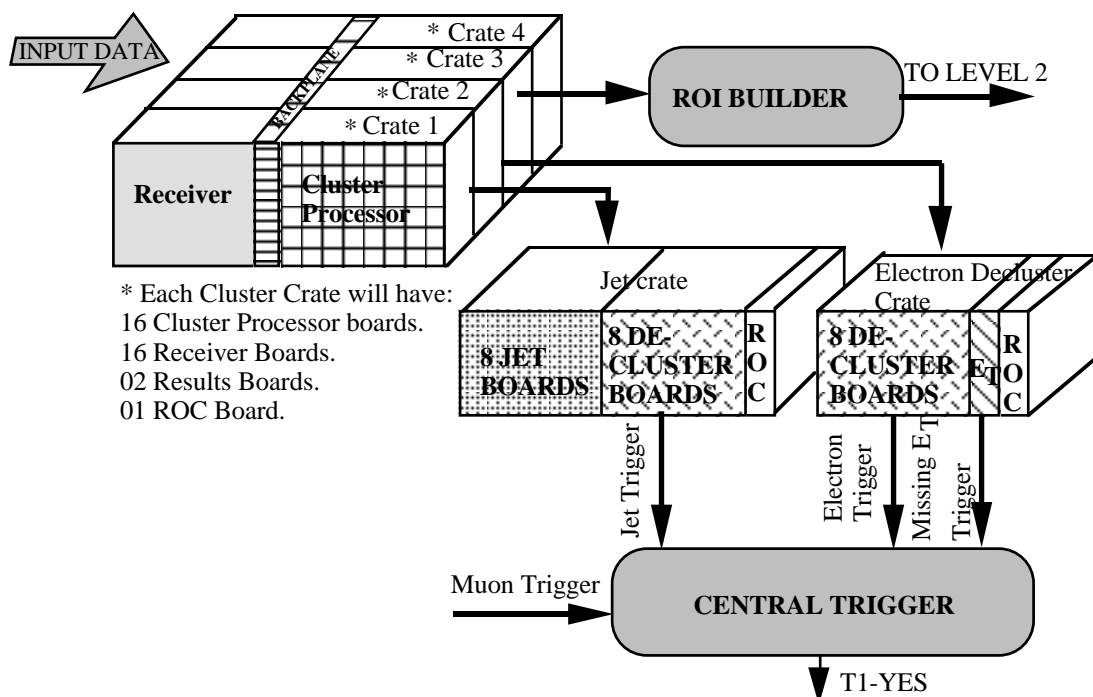 INPUT DATA
* Crate 4
* Crate 3
* Crate 2
* Crate 1
BACKPLANE
Receiver
Cluster
Processor
ROI BUILDER
TO LEVEL 2
* Each Cluster Crate will have:
16 Cluster Processor boards.
16 Receiver Boards.
02 Results Boards.
01 ROC Board.
Jet crate
8 JET
BOARDS
8 DE-
CLUSTER
BOARDS
ROC
Electron Decluster
Crate
8 DE-
CLUSTER
BOARDS
ET
ROC
Jet Trigger
Electron
Trigger
Missing ET
Trigger
Muon Trigger
CENTRAL TRIGGER
T1-YES